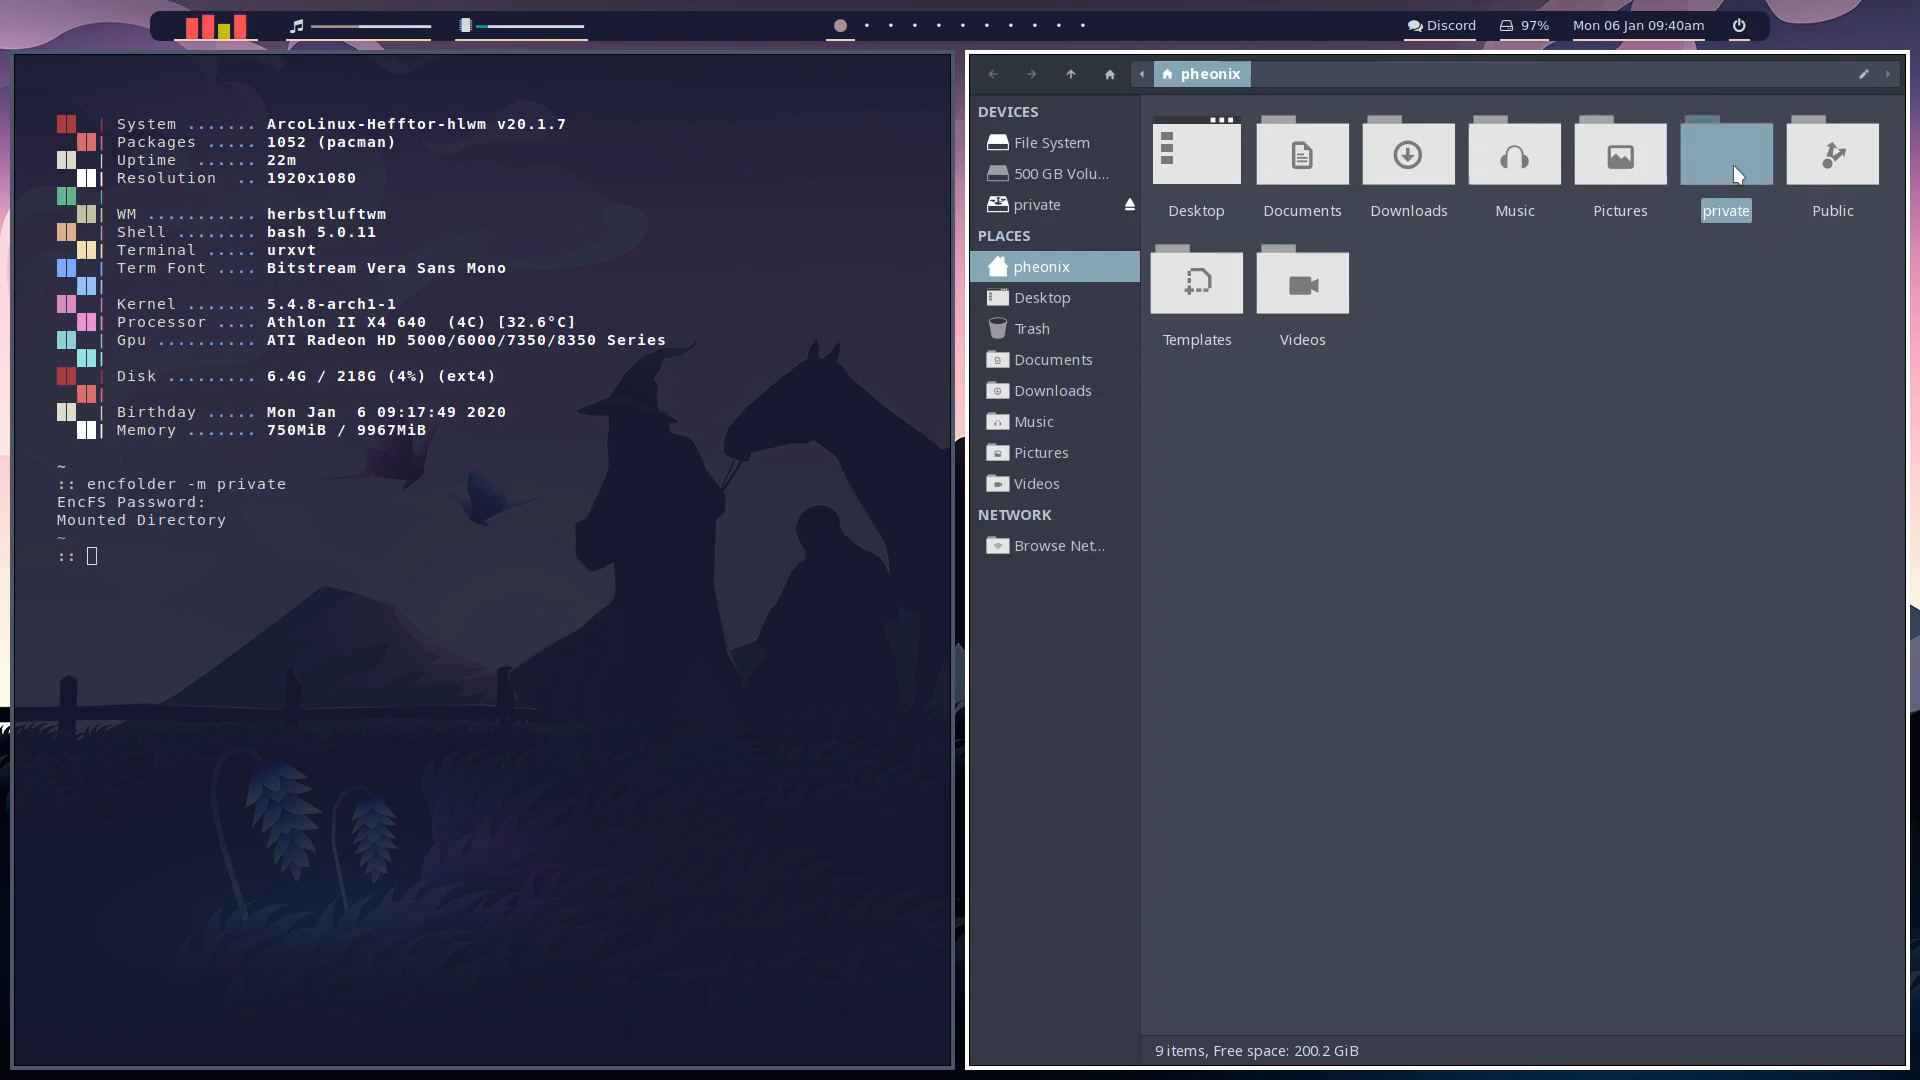 Discord 97% Mon 06 Jan 09:40am
System ....... ArcoLinux-Hefftor-hlwm v20.1.7
Packages ..... 1052 (pacman)
Uptime ...... 22m
Resolution .. 1920x1080
WM ........... herbstluftwm
Shell ........ bash 5.0.11
Terminal ..... urxvt
Term Font .... Bitstream Vera Sans Mono
Kernel ....... 5.4.8-arch1-1
Processor .... Athlon II X4 640 (4C) [32.6°C]
Gpu .......... ATI Radeon HD 5000/6000/7350/8350 Series
Disk ......... 6.4G / 218G (4%) (ext4)
Birthday ..... Mon Jan 6 09:17:49 2020
Memory ....... 750MiB / 9967MiB
~
:: encfolder -m private
EncFS Password:
Mounted Directory
~
::
pheonix
DEVICES
File System
500 GB Volu...
private
PLACES
pheonix
Desktop
Trash
Documents
Downloads
Music
Pictures
Videos
NETWORK
Browse Net...
Desktop Documents Downloads Music Pictures private Public
Templates Videos
9 items, Free space: 200.2 GiB